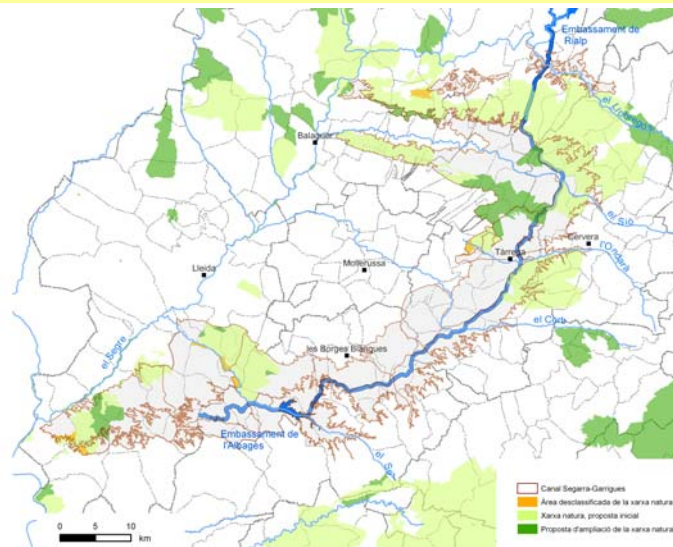 Embassament de
Rialp
el Llobregós
Balaguer
el Sió
Cervera
l'Ondara
Tàrrega
Lleida
Mollerussa
el Corb
el Segre
les Borges Blanques
Embassament de
l'Albagés
el Set
Canal Segarra-Garrigues
Àrea desclassificada de la xarxa natura
Xarxa natura, proposta inicial
Proposta d'ampliació de la xarxa natura
0 5 10
km